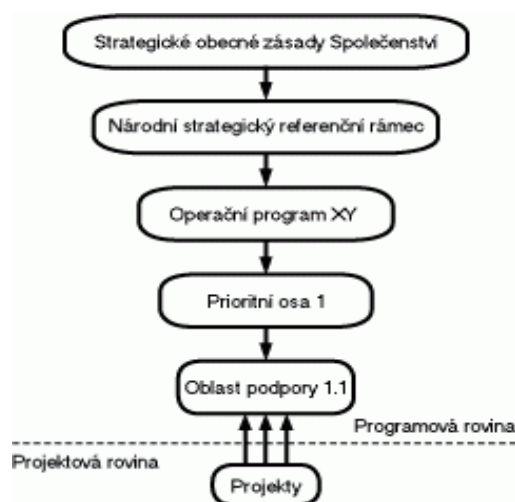 Strategické obecné zásady Společenství
Národní strategický referenční rámec
Operační program XY
Prioritní osa 1
Oblast podpory 1.1
Programová rovina
Projektová rovina
Projekty